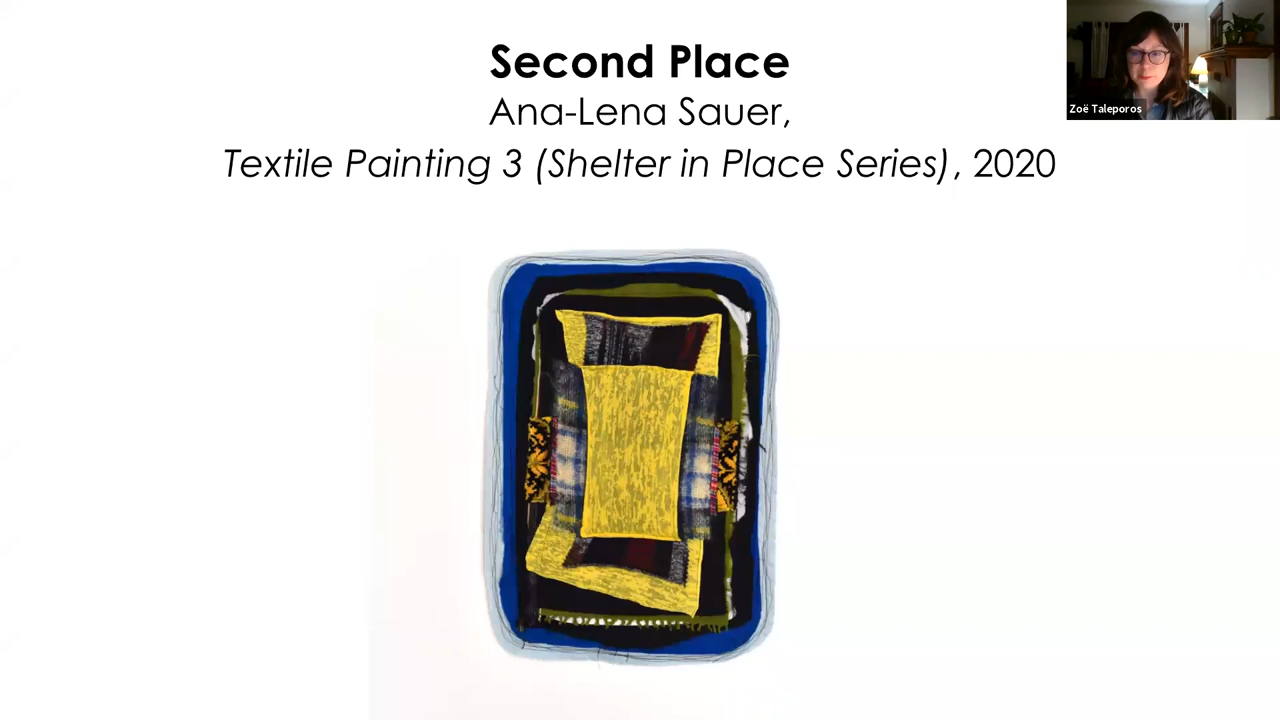 Second Place
Ana-Lena Sauer,
Textile Painting 3 (Shelter in Place Series), 2020
Zoë Taleporos